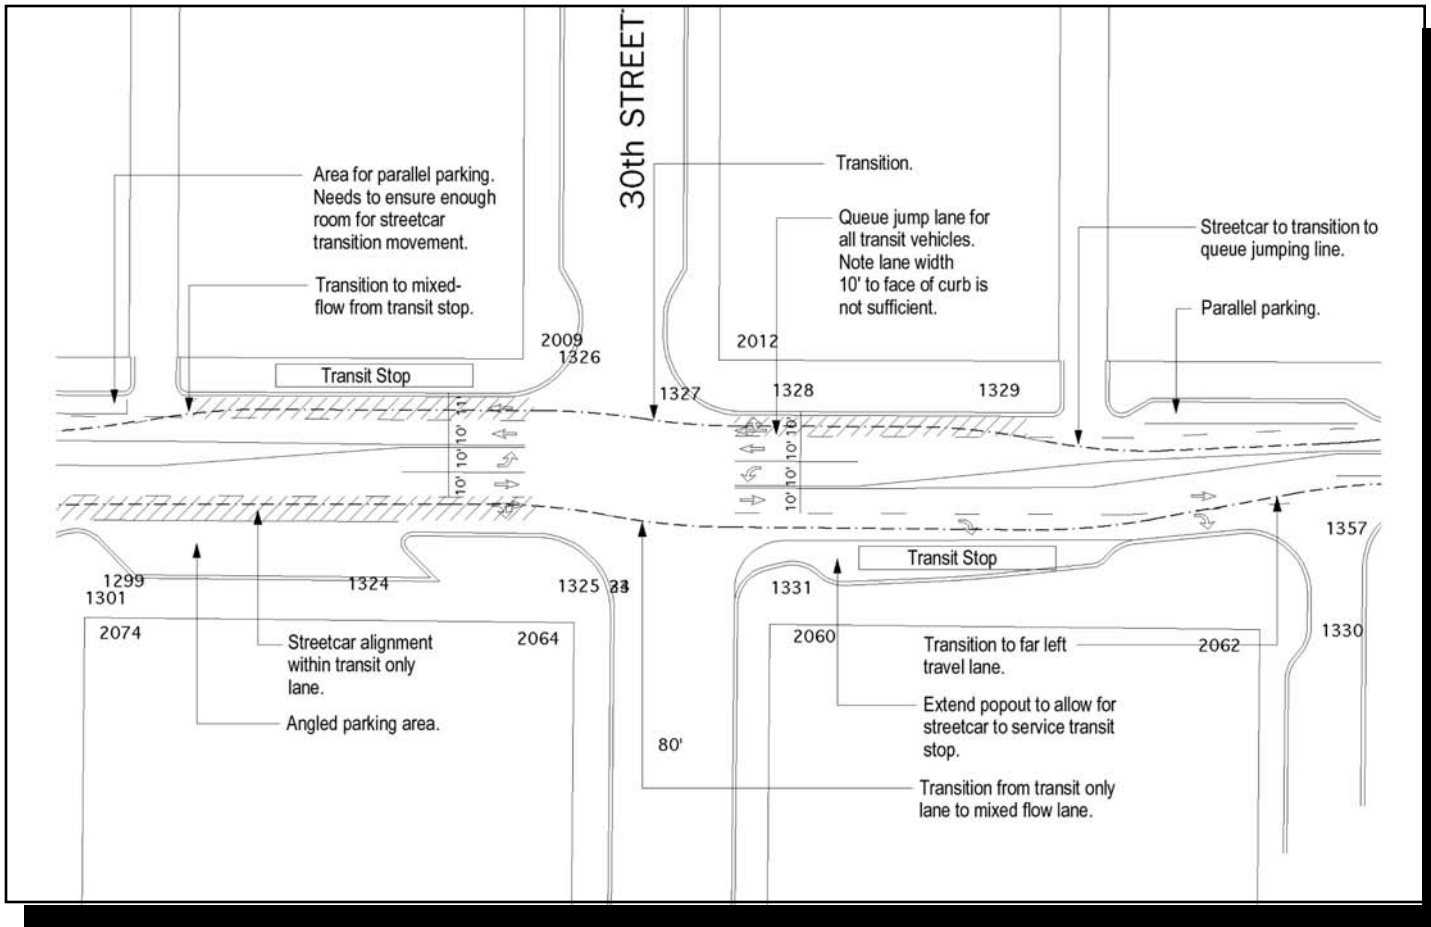 30th STREET
Area for parallel parking.
Needs to ensure enough
room for streetcar
transition movement.
Transition to mixed-
flow from transit stop.
Transition.
Queue jump lane for
all transit vehicles.
Note lane width
10' to face of curb is
not sufficient.
Streetcar to transition to
queue jumping line.
Parallel parking.
2009
1326
2012
Transit Stop
1327
1328
1329
11'
10'
10'
10'
10'
10'
10'
10'
Transit Stop
1357
1299
1301
1324
1325
1331
1330
2074
2064
2060
2062
Streetcar alignment
within transit only
lane.
Angled parking area.
Transition to far left
travel lane.
Extend popout to allow for
streetcar to service transit
stop.
80'
Transition from transit only
lane to mixed flow lane.